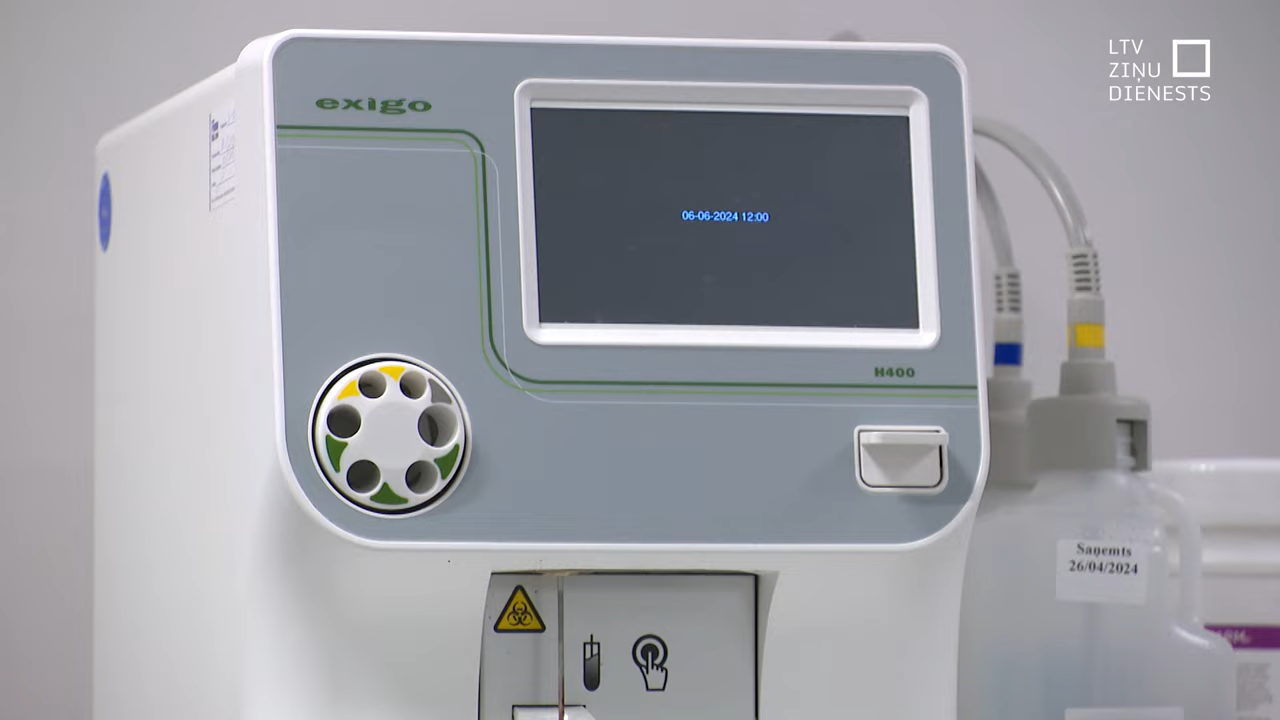 LTV
ZIŅU
DIENESTS
exigo
06-06-2024 12:00
H400
Saņemts
26/04/2024